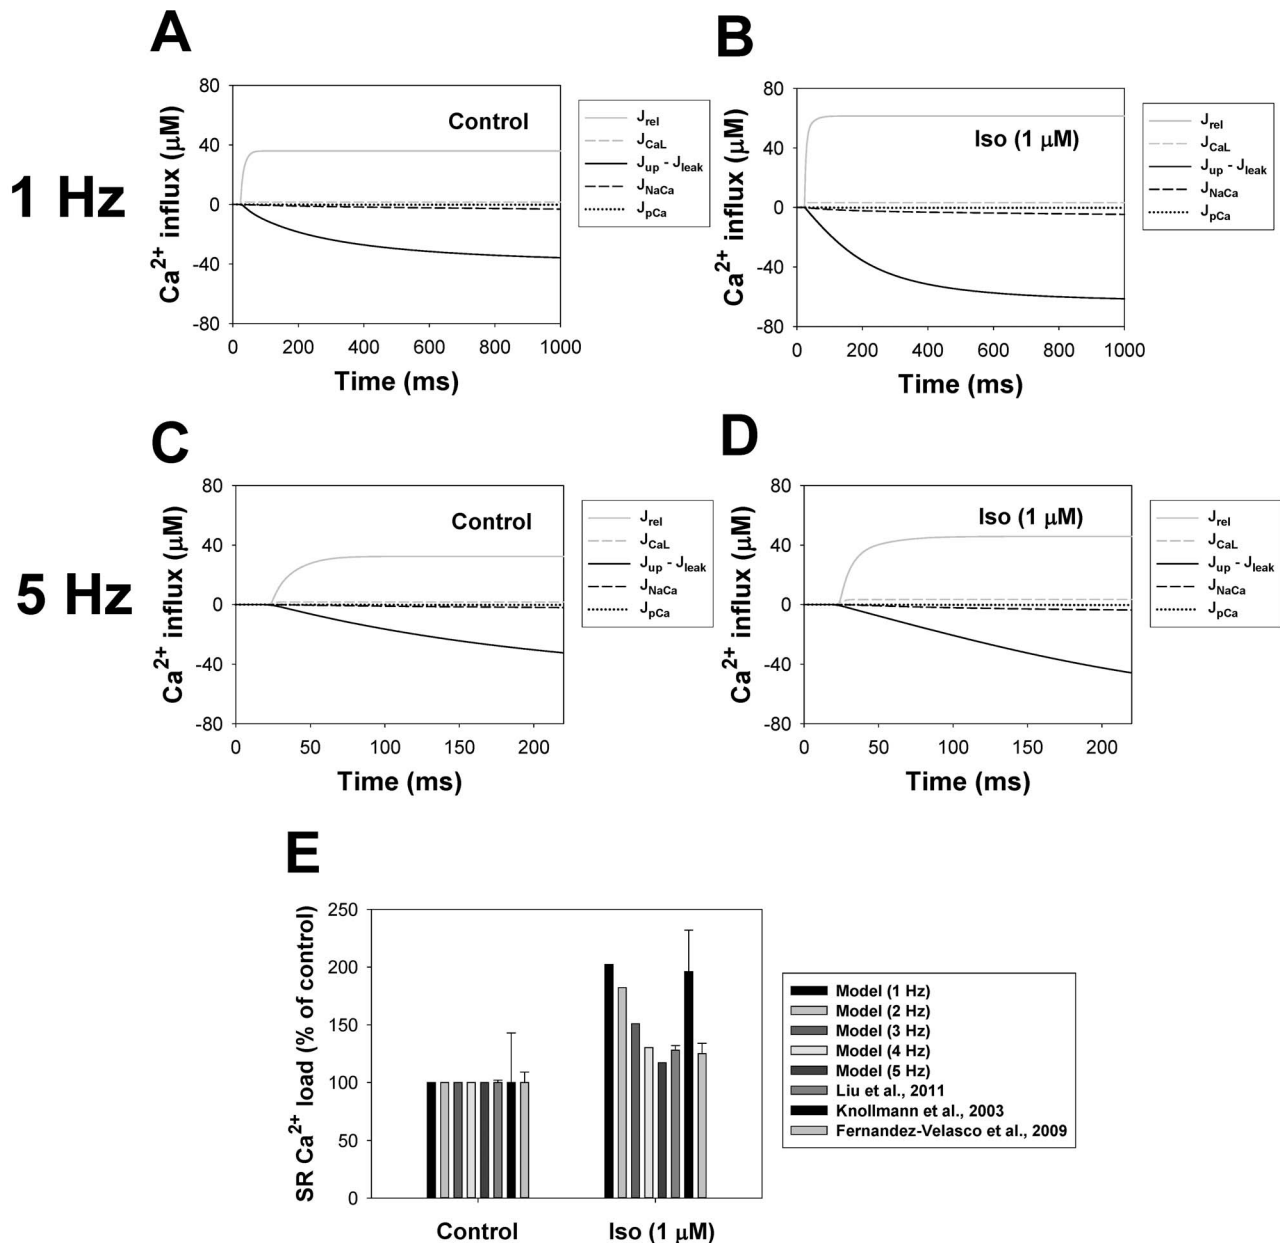 A
B
1 Hz
80
40
0
-40
-80
Ca2+ influx (µM)
Control
0 200 400 600 800 1000
Time (ms)
Jrel
JCaL
Jup - Jleak
JNaCa
JpCa
80
40
0
-40
-80
Ca2+ influx (µM)
Iso (1 µM)
0 200 400 600 800 1000
Time (ms)
Jrel
JCaL
Jup - Jleak
JNaCa
JpCa
C
D
5 Hz
80
40
0
-40
-80
Ca2+ influx (µM)
Control
0 50 100 150 200
Time (ms)
Jrel
JCaL
Jup - Jleak
JNaCa
JpCa
80
40
0
-40
-80
Ca2+ influx (µM)
Iso (1 µM)
0 50 100 150 200
Time (ms)
Jrel
JCaL
Jup - Jleak
JNaCa
JpCa
E
SR Ca2+ load (% of control)
250
200
150
100
50
0
Control Iso (1 µM)
Model (1 Hz)
Model (2 Hz)
Model (3 Hz)
Model (4 Hz)
Model (5 Hz)
Liu et al., 2011
Knollmann et al., 2003
Fernandez-Velasco et al., 2009